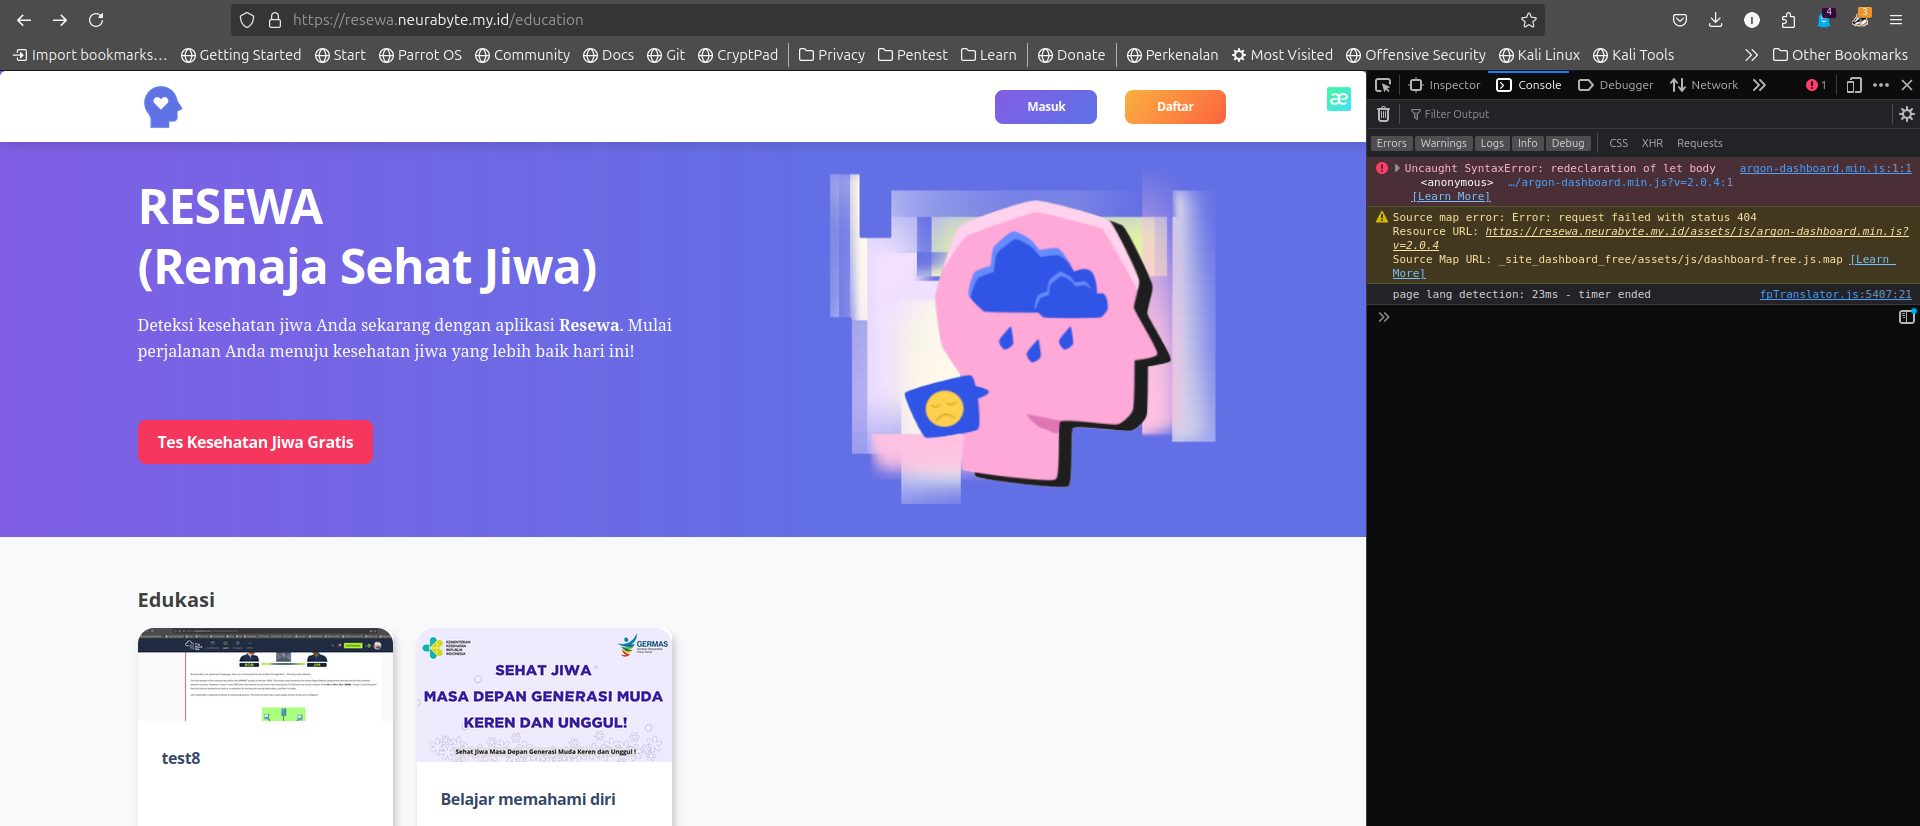 https://resewa.neurabyte.my.id/education
4
3
Import bookmarks… Getting Started Start Parrot OS Community Docs Git CryptPad Privacy Pentest Learn Donate Perkenalan Most Visited Offensive Security Kali Linux Kali Tools Other Bookmarks
Masuk Daftar
æ
RESEWA
(Remaja Sehat Jiwa)
Deteksi kesehatan jiwa Anda sekarang dengan aplikasi Resewa. Mulai
perjalanan Anda menuju kesehatan jiwa yang lebih baik hari ini!
Tes Kesehatan Jiwa Gratis
Edukasi
test8
KEMENTERIAN
KESEHATAN
REPUBLIK
INDONESIA
GERMAS
SEHAT JIWA
MASA DEPAN GENERASI MUDA
KEREN DAN UNGGUL!
Sehat Jiwa Masa Depan Generasi Muda Keren dan Unggul !
Belajar memahami diri
Inspector Console Debugger Network 1
Filter Output
Errors Warnings Logs Info Debug CSS XHR Requests
Uncaught SyntaxError: redeclaration of let body argon-dashboard.min.js:1:1
<anonymous> …/argon-dashboard.min.js?v=2.0.4:1
[Learn More]
Source map error: Error: request failed with status 404
Resource URL: https://resewa.neurabyte.my.id/assets/js/argon-dashboard.min.js?
v=2.0.4
Source Map URL: _site_dashboard_free/assets/js/dashboard-free.js.map [Learn
More]
page lang detection: 23ms - timer ended fpTranslator.js:5407:21